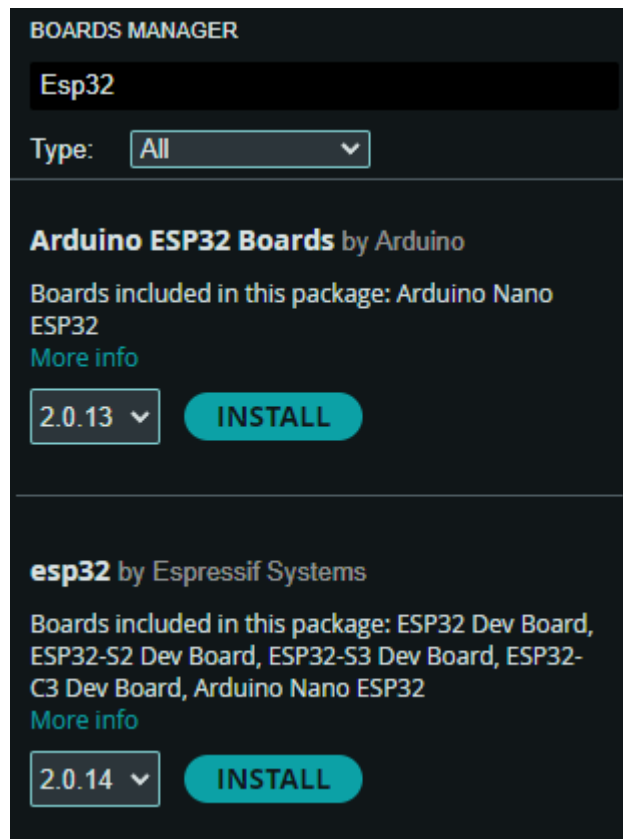 BOARDS MANAGER
Esp32
Type: All
Arduino ESP32 Boards by Arduino
Boards included in this package: Arduino Nano
ESP32
More info
2.0.13 INSTALL
esp32 by Espressif Systems
Boards included in this package: ESP32 Dev Board,
ESP32-S2 Dev Board, ESP32-S3 Dev Board, ESP32-
C3 Dev Board, Arduino Nano ESP32
More info
2.0.14 INSTALL